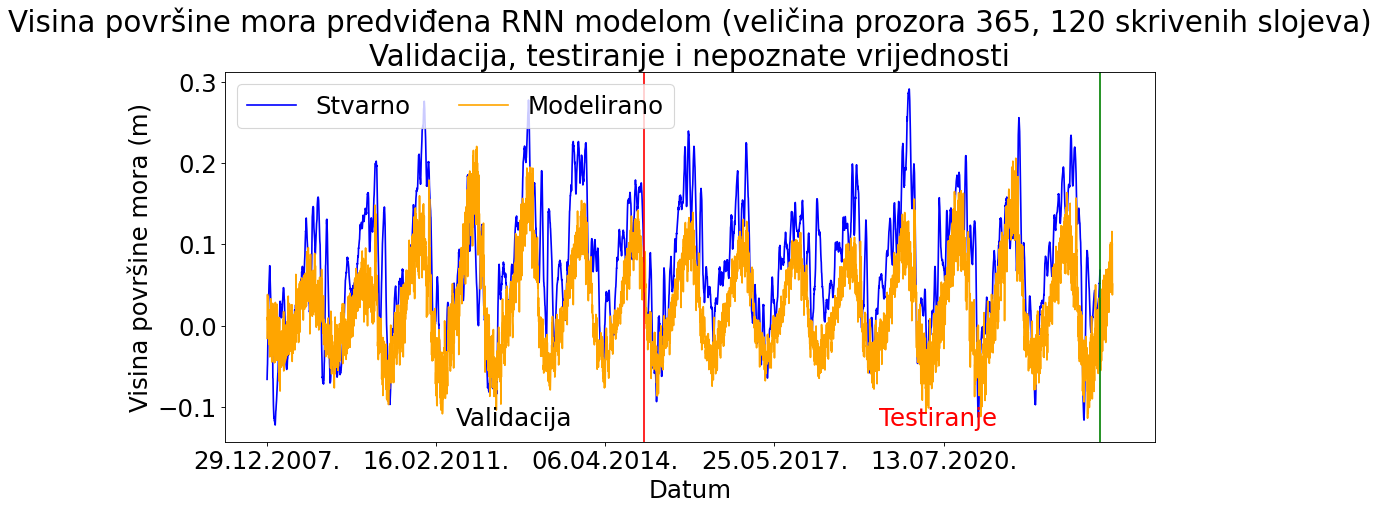 Visina površine mora predviđena RNN modelom (veličina prozora 365, 120 skrivenih slojeva)
Validacija, testiranje i nepoznate vrijednosti
Stvarno Modelirano
Visina površine mora (m)
0.3
0.2
0.1
0.0
−0.1
Validacija Testiranje
29.12.2007. 16.02.2011. 06.04.2014. 25.05.2017. 13.07.2020.
Datum